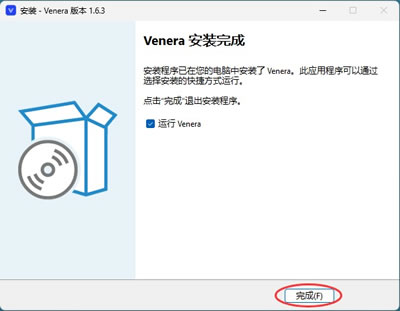 安装 - Venera 版本 1.6.3
Venera 安装完成
安装程序已在您的电脑中安装了 Venera。此应用程序可以通过
选择安装的快捷方式运行。
点击“完成”退出安装程序。
运行 Venera
完成(F)